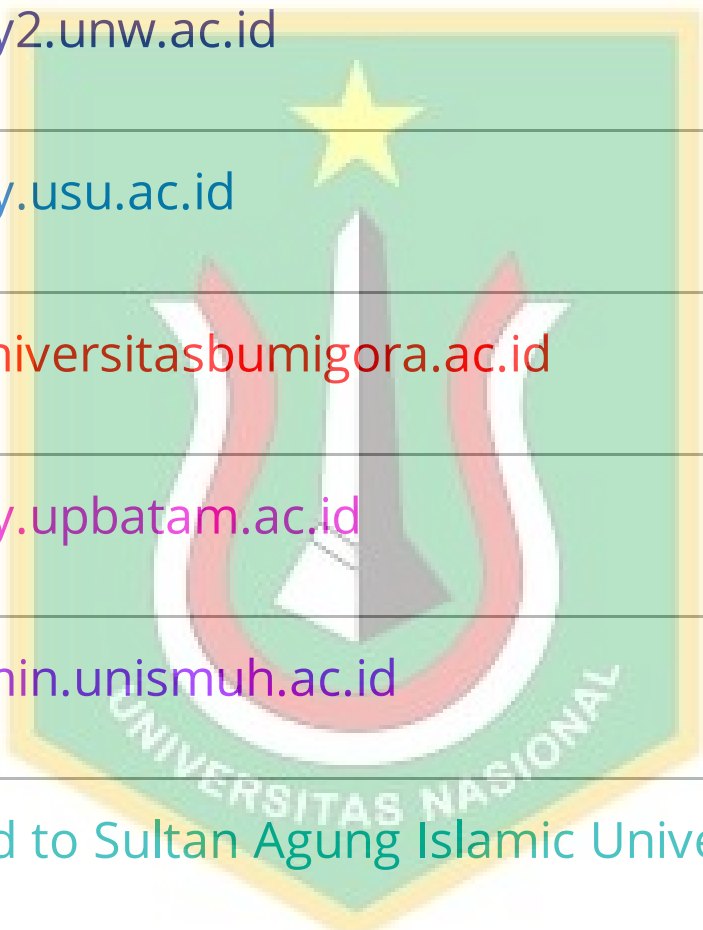 y2.unw.ac.id
y.usu.ac.id
niversitasbumigora.ac.id
y.upbatam.ac.id
min.unismuh.ac.id
UNIVERSITAS NASIONAL
d to Sultan Agung Islamic Unive